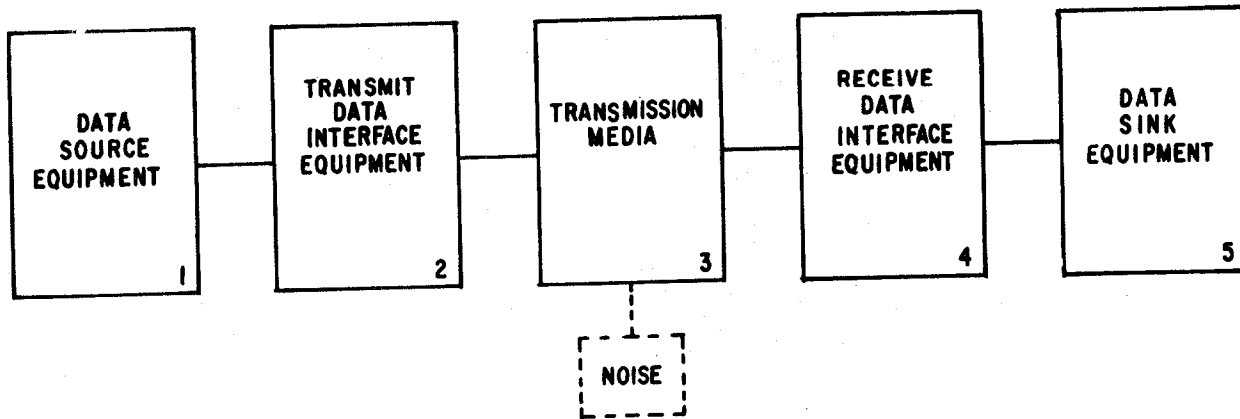 DATA
SOURCE
EQUIPMENT
1
TRANSMIT
DATA
INTERFACE
EQUIPMENT
2
TRANSMISSION
MEDIA
3
RECEIVE
DATA
INTERFACE
EQUIPMENT
4
DATA
SINK
EQUIPMENT
5
NOISE